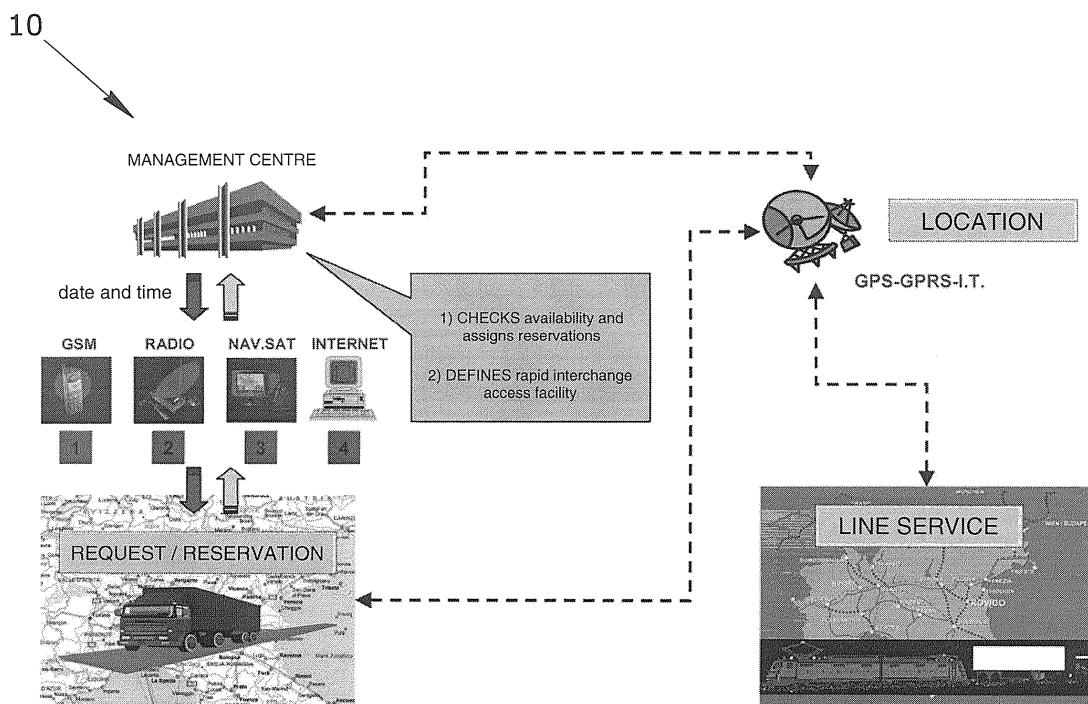 10
MANAGEMENT CENTRE
LOCATION
GPS-GPRS-I.T.
date and time
1) CHECKS availability and
assigns reservations
2) DEFINES rapid interchange
access facility
GSM RADIO NAV.SAT INTERNET
1 2 3 4
REQUEST / RESERVATION
LINE SERVICE
ROVIGO